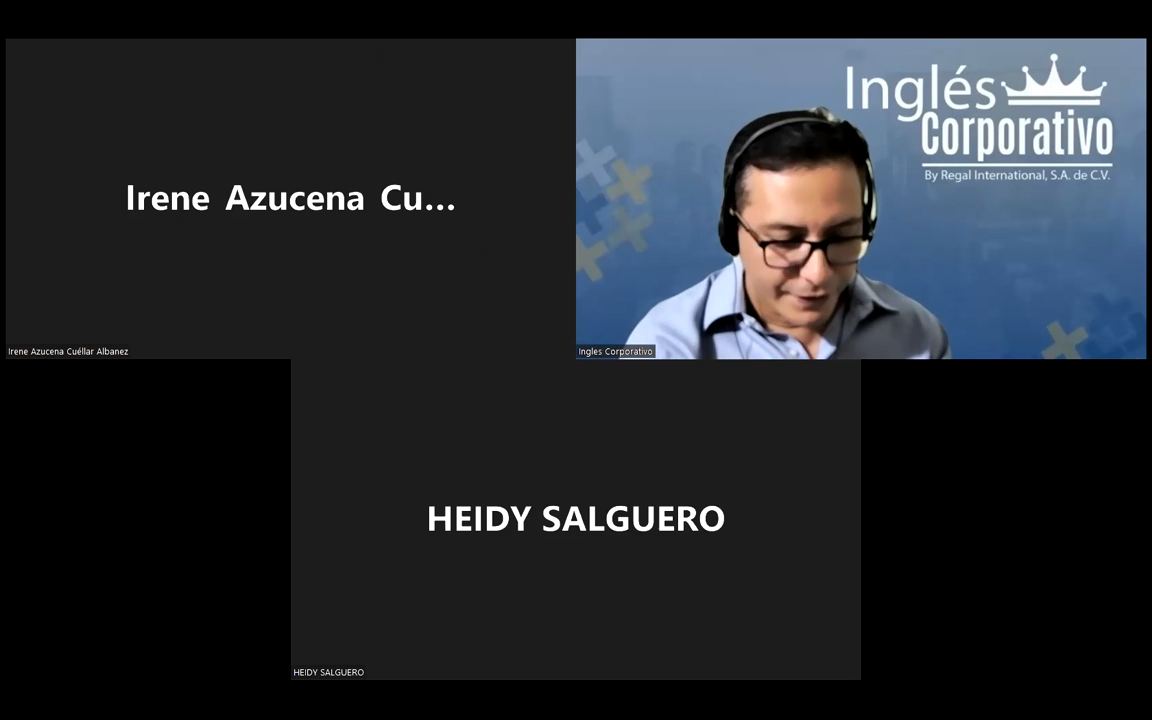 Irene Azucena Cu...
Irene Azucena Cuéllar Albanez
Inglés
Corporativo
By Regal International, S.A. de C.V.
Ingles Corporativo
HEIDY SALGUERO
HEIDY SALGUERO